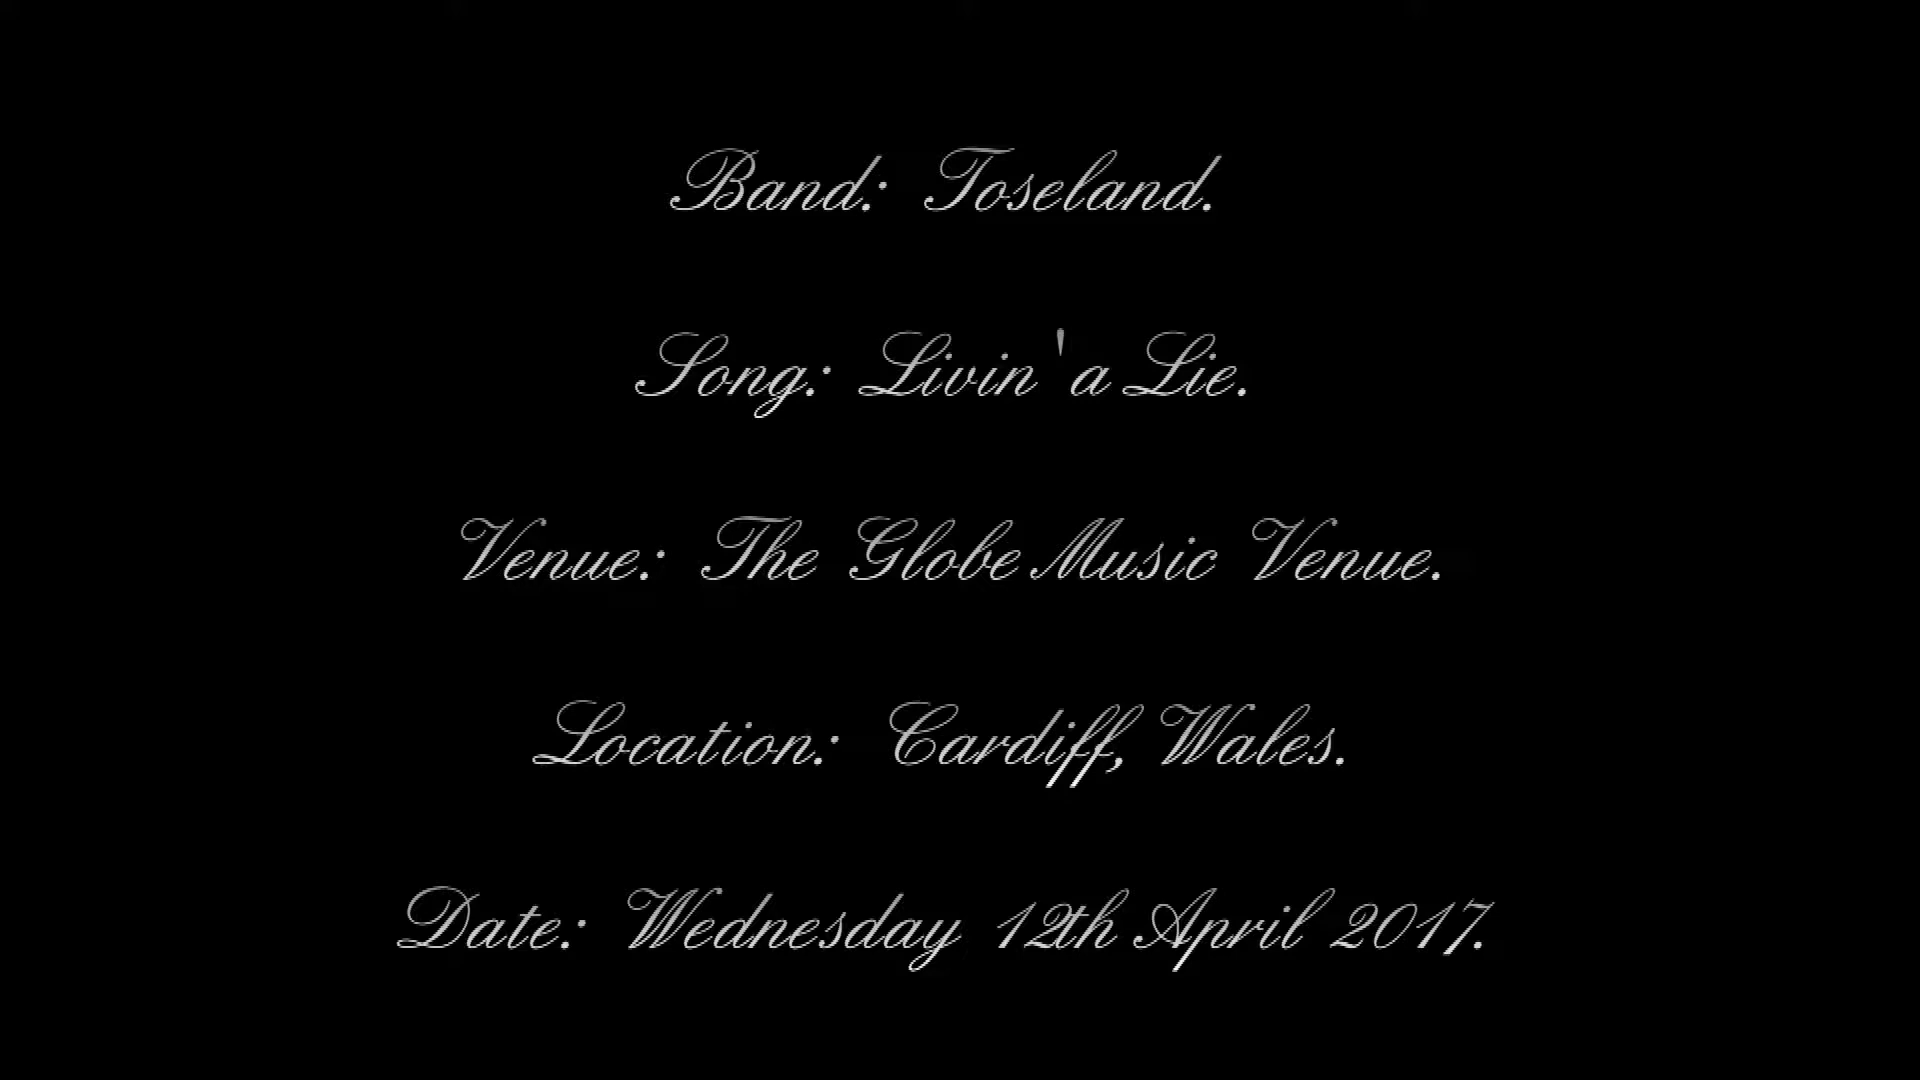 Band: Toseland.
Song: Livin' a Lie.
Venue: The Globe Music Venue.
Location: Cardiff, Wales.
Date: Wednesday 12th April 2017.